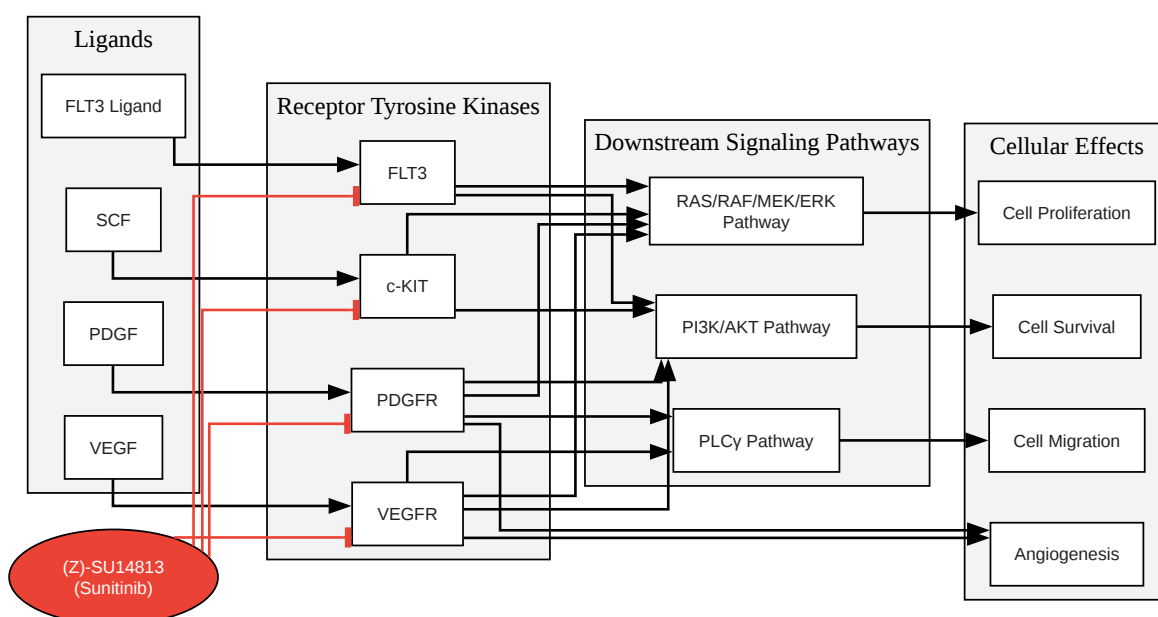 Ligands
FLT3 Ligand
SCF
PDGF
VEGF
(Z)-SU14813
(Sunitinib)
Receptor Tyrosine Kinases
FLT3
c-KIT
PDGFR
VEGFR
Downstream Signaling Pathways
RAS/RAF/MEK/ERK
Pathway
PI3K/AKT Pathway
PLCγ Pathway
Cellular Effects
Cell Proliferation
Cell Survival
Cell Migration
Angiogenesis